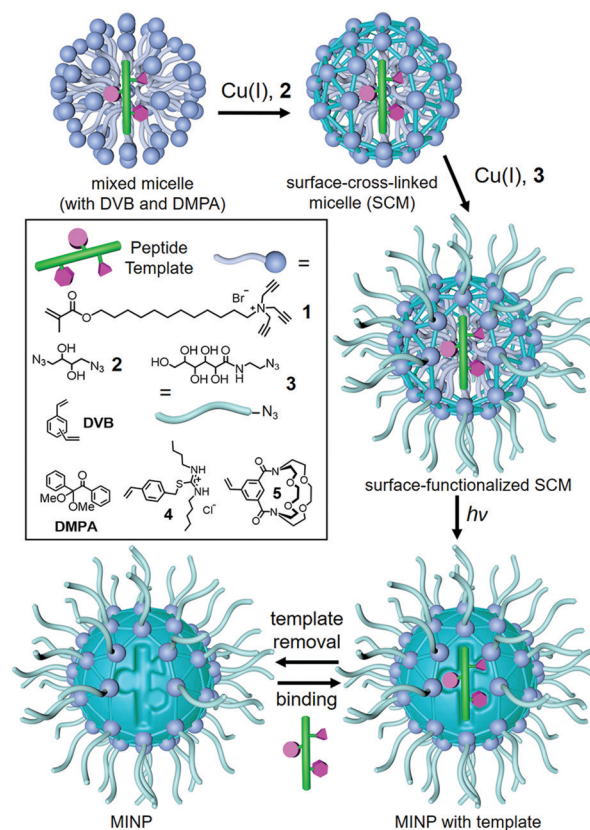 Cu(I), 2
mixed micelle
(with DVB and DMPA)
surface-cross-linked
micelle (SCM)
Cu(I), 3
Peptide
Template
=
Br⁻
O
O
N
+
1
N₃
OH
OH
N₃
2
HO
OH
OH
OH
OH
O
N
H
N₃
3
DVB
=
N₃
O
MeO
OMe
DMPA
S
NH
+
NH
Cl⁻
4
O
N
O
N
O
O
O
O
5
surface-functionalized SCM
hν
template
removal
binding
MINP
MINP with template